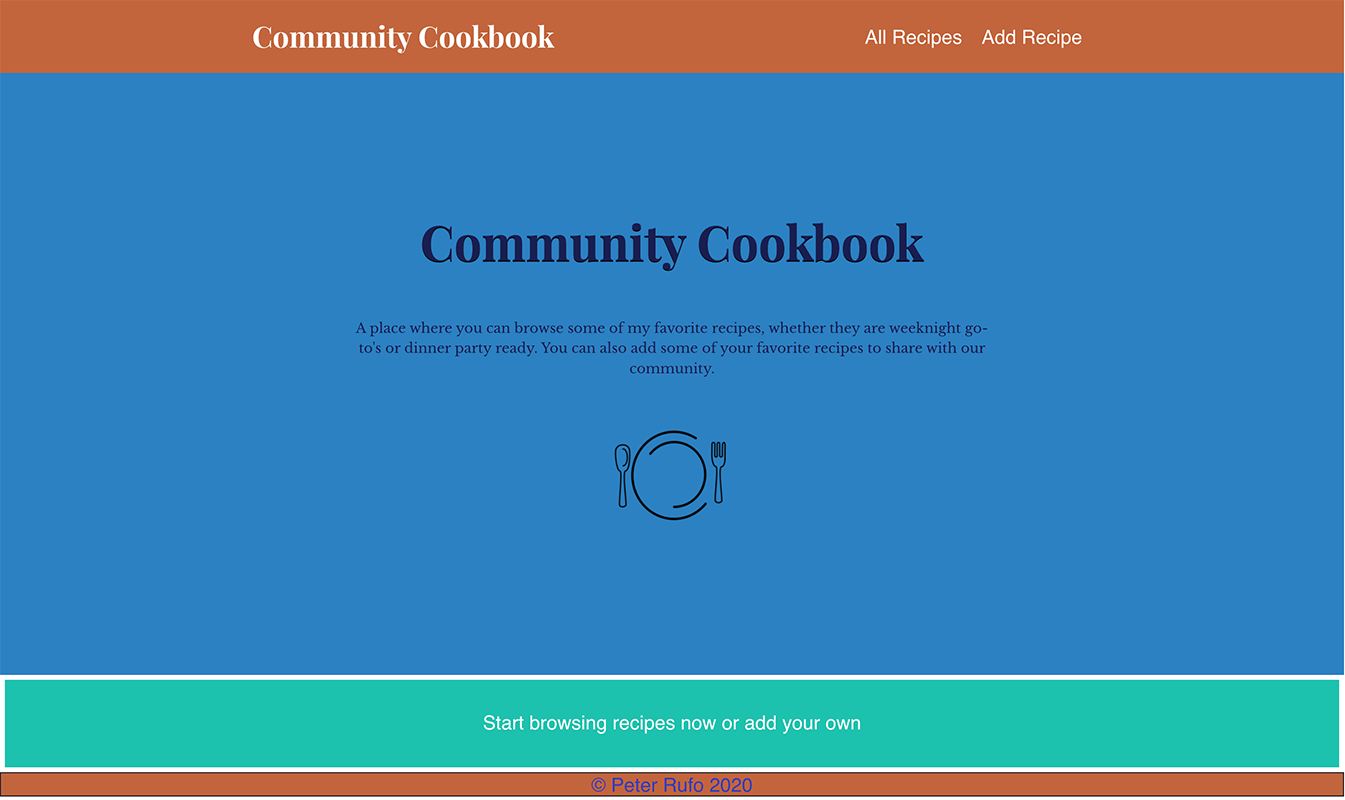 Community Cookbook
All Recipes Add Recipe
Community Cookbook
A place where you can browse some of my favorite recipes, whether they are weeknight go-
to's or dinner party ready. You can also add some of your favorite recipes to share with our
community.
Start browsing recipes now or add your own
© Peter Rufo 2020